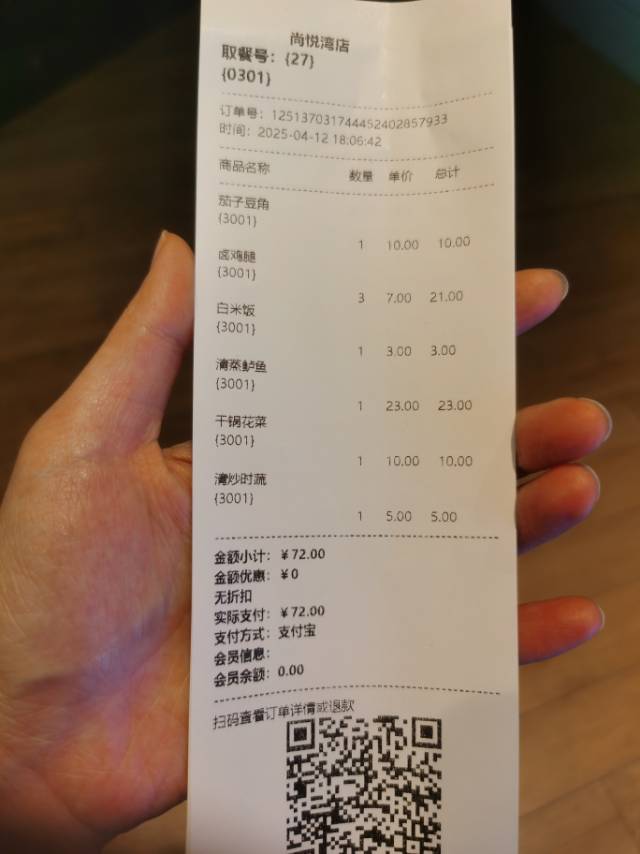 尚悦湾店
取餐号：{27}
{0301}
订单号：125137031744452402857933
时间：2025-04-12 18:06:42
商品名称 数量 单价 总计
茄子豆角
{3001}
1 10.00 10.00
卤鸡腿
{3001}
3 7.00 21.00
白米饭
{3001}
1 3.00 3.00
清蒸鲈鱼
{3001}
1 23.00 23.00
干锅花菜
{3001}
1 10.00 10.00
清炒时蔬
{3001}
1 5.00 5.00
金额小计：￥72.00
金额优惠：￥0
无折扣
实际支付：￥72.00
支付方式：支付宝
会员信息：
会员余额：0.00
扫码查看订单详情或退款